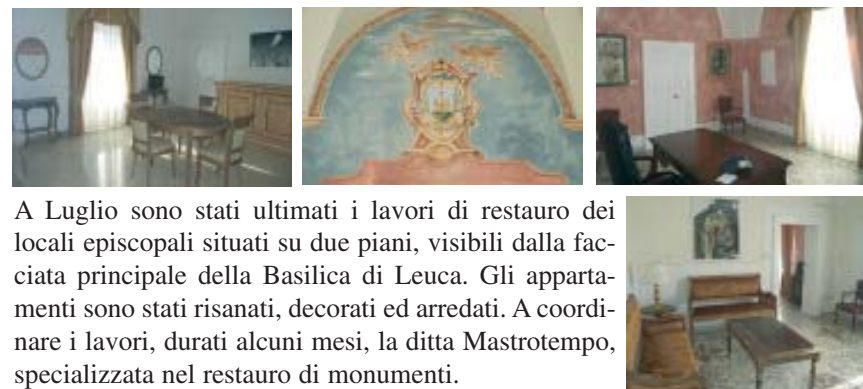 A Luglio sono stati ultimati i lavori di restauro dei
locali episcopali situati su due piani, visibili dalla fac-
ciata principale della Basilica di Leuca. Gli apparta-
menti sono stati risanati, decorati ed arredati. A coordi-
nare i lavori, durati alcuni mesi, la ditta Mastrotempo,
specializzata nel restauro di monumenti.